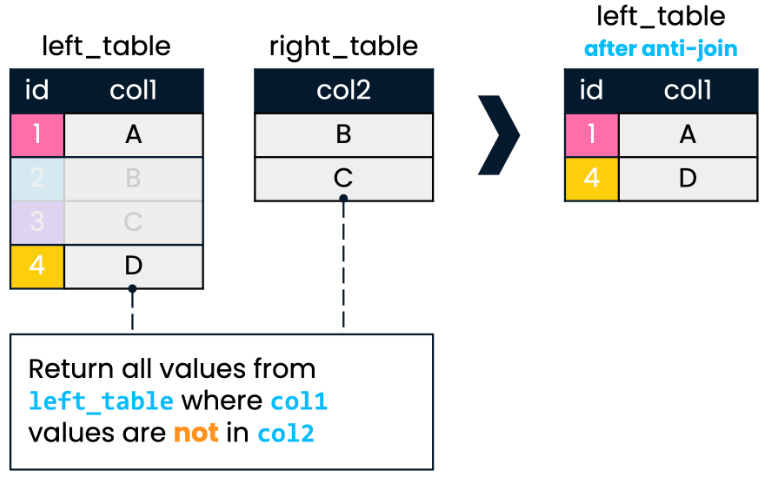 left_table
after anti-join
left_table right_table
id col1 col2 id col1
1 A B 1 A
2 B C 4 D
3 C
4 D
Return all values from
left_table where col1
values are not in col2